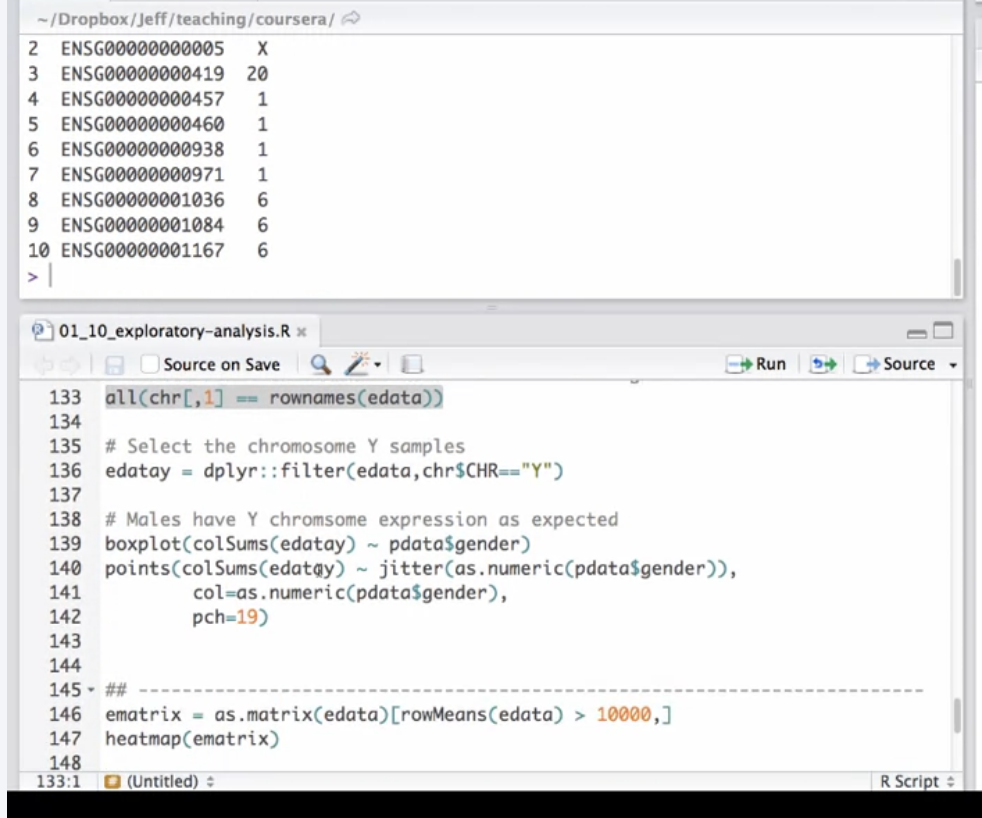 ~/Dropbox/Jeff/teaching/coursera/
2 ENSG00000000005 X
3 ENSG00000000419 20
4 ENSG00000000457 1
5 ENSG00000000460 1
6 ENSG00000000938 1
7 ENSG00000000971 1
8 ENSG00000001036 6
9 ENSG00000001084 6
10 ENSG00000001167 6
>
01_10_exploratory-analysis.R
Source on Save Run Source
133 all(chr[,1] == rownames(edata))
134
135 # Select the chromosome Y samples
136 edatay = dplyr::filter(edata,chr$CHR=="Y")
137
138 # Males have Y chromsome expression as expected
139 boxplot(colSums(edatay) ~ pdata$gender)
140 points(colSums(edatay) ~ jitter(as.numeric(pdata$gender)),
141 col=as.numeric(pdata$gender),
142 pch=19)
143
144
145 ## ------------------------------------------------------------------------
146 ematrix = as.matrix(edata)[rowMeans(edata) > 10000,]
147 heatmap(ematrix)
148
133:1 (Untitled) R Script